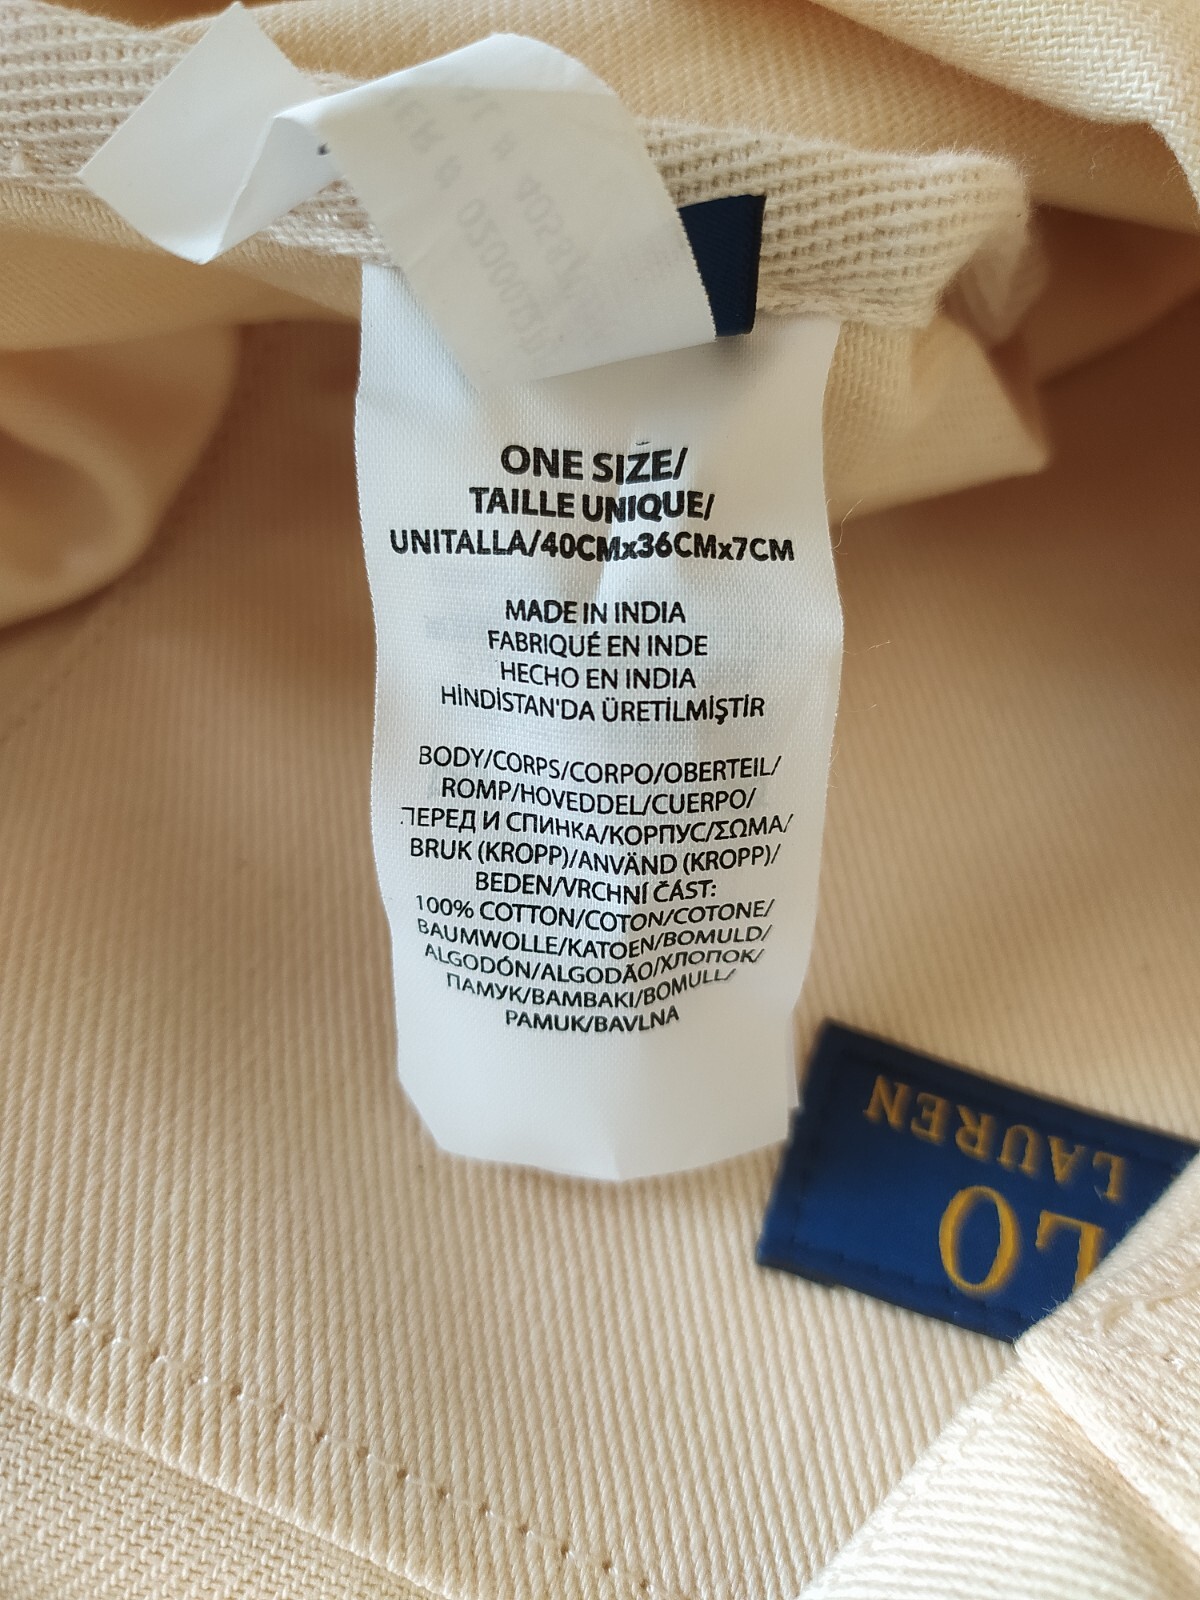 ONE SIZE/
TAILLE UNIQUE/
UNITALLA/40CMx36CMx7CM
MADE IN INDIA
FABRIQUÉ EN INDE
HECHO EN INDIA
HİNDİSTAN'DA ÜRETİLMİŞTİR
BODY/CORPS/CORPO/OBERTEIL/
ROMP/HOVEDDEL/CUERPO/
ПЕРЕД И СПИНКА/КОРПУС/ΣΩΜΑ/
BRUK (KROPP)/ANVÄND (KROPP)/
BEDEN/VRCHNÍ ČÁST:
100% COTTON/COTON/COTONE/
BAUMWOLLE/KATOEN/BOMULD/
ALGODÓN/ALGODÃO/ХЛОПОК/
ПАМУК/ΒΑΜΒΑΚΙ/BOMULL/
PAMUK/BAVLNA
LO
LAUREN